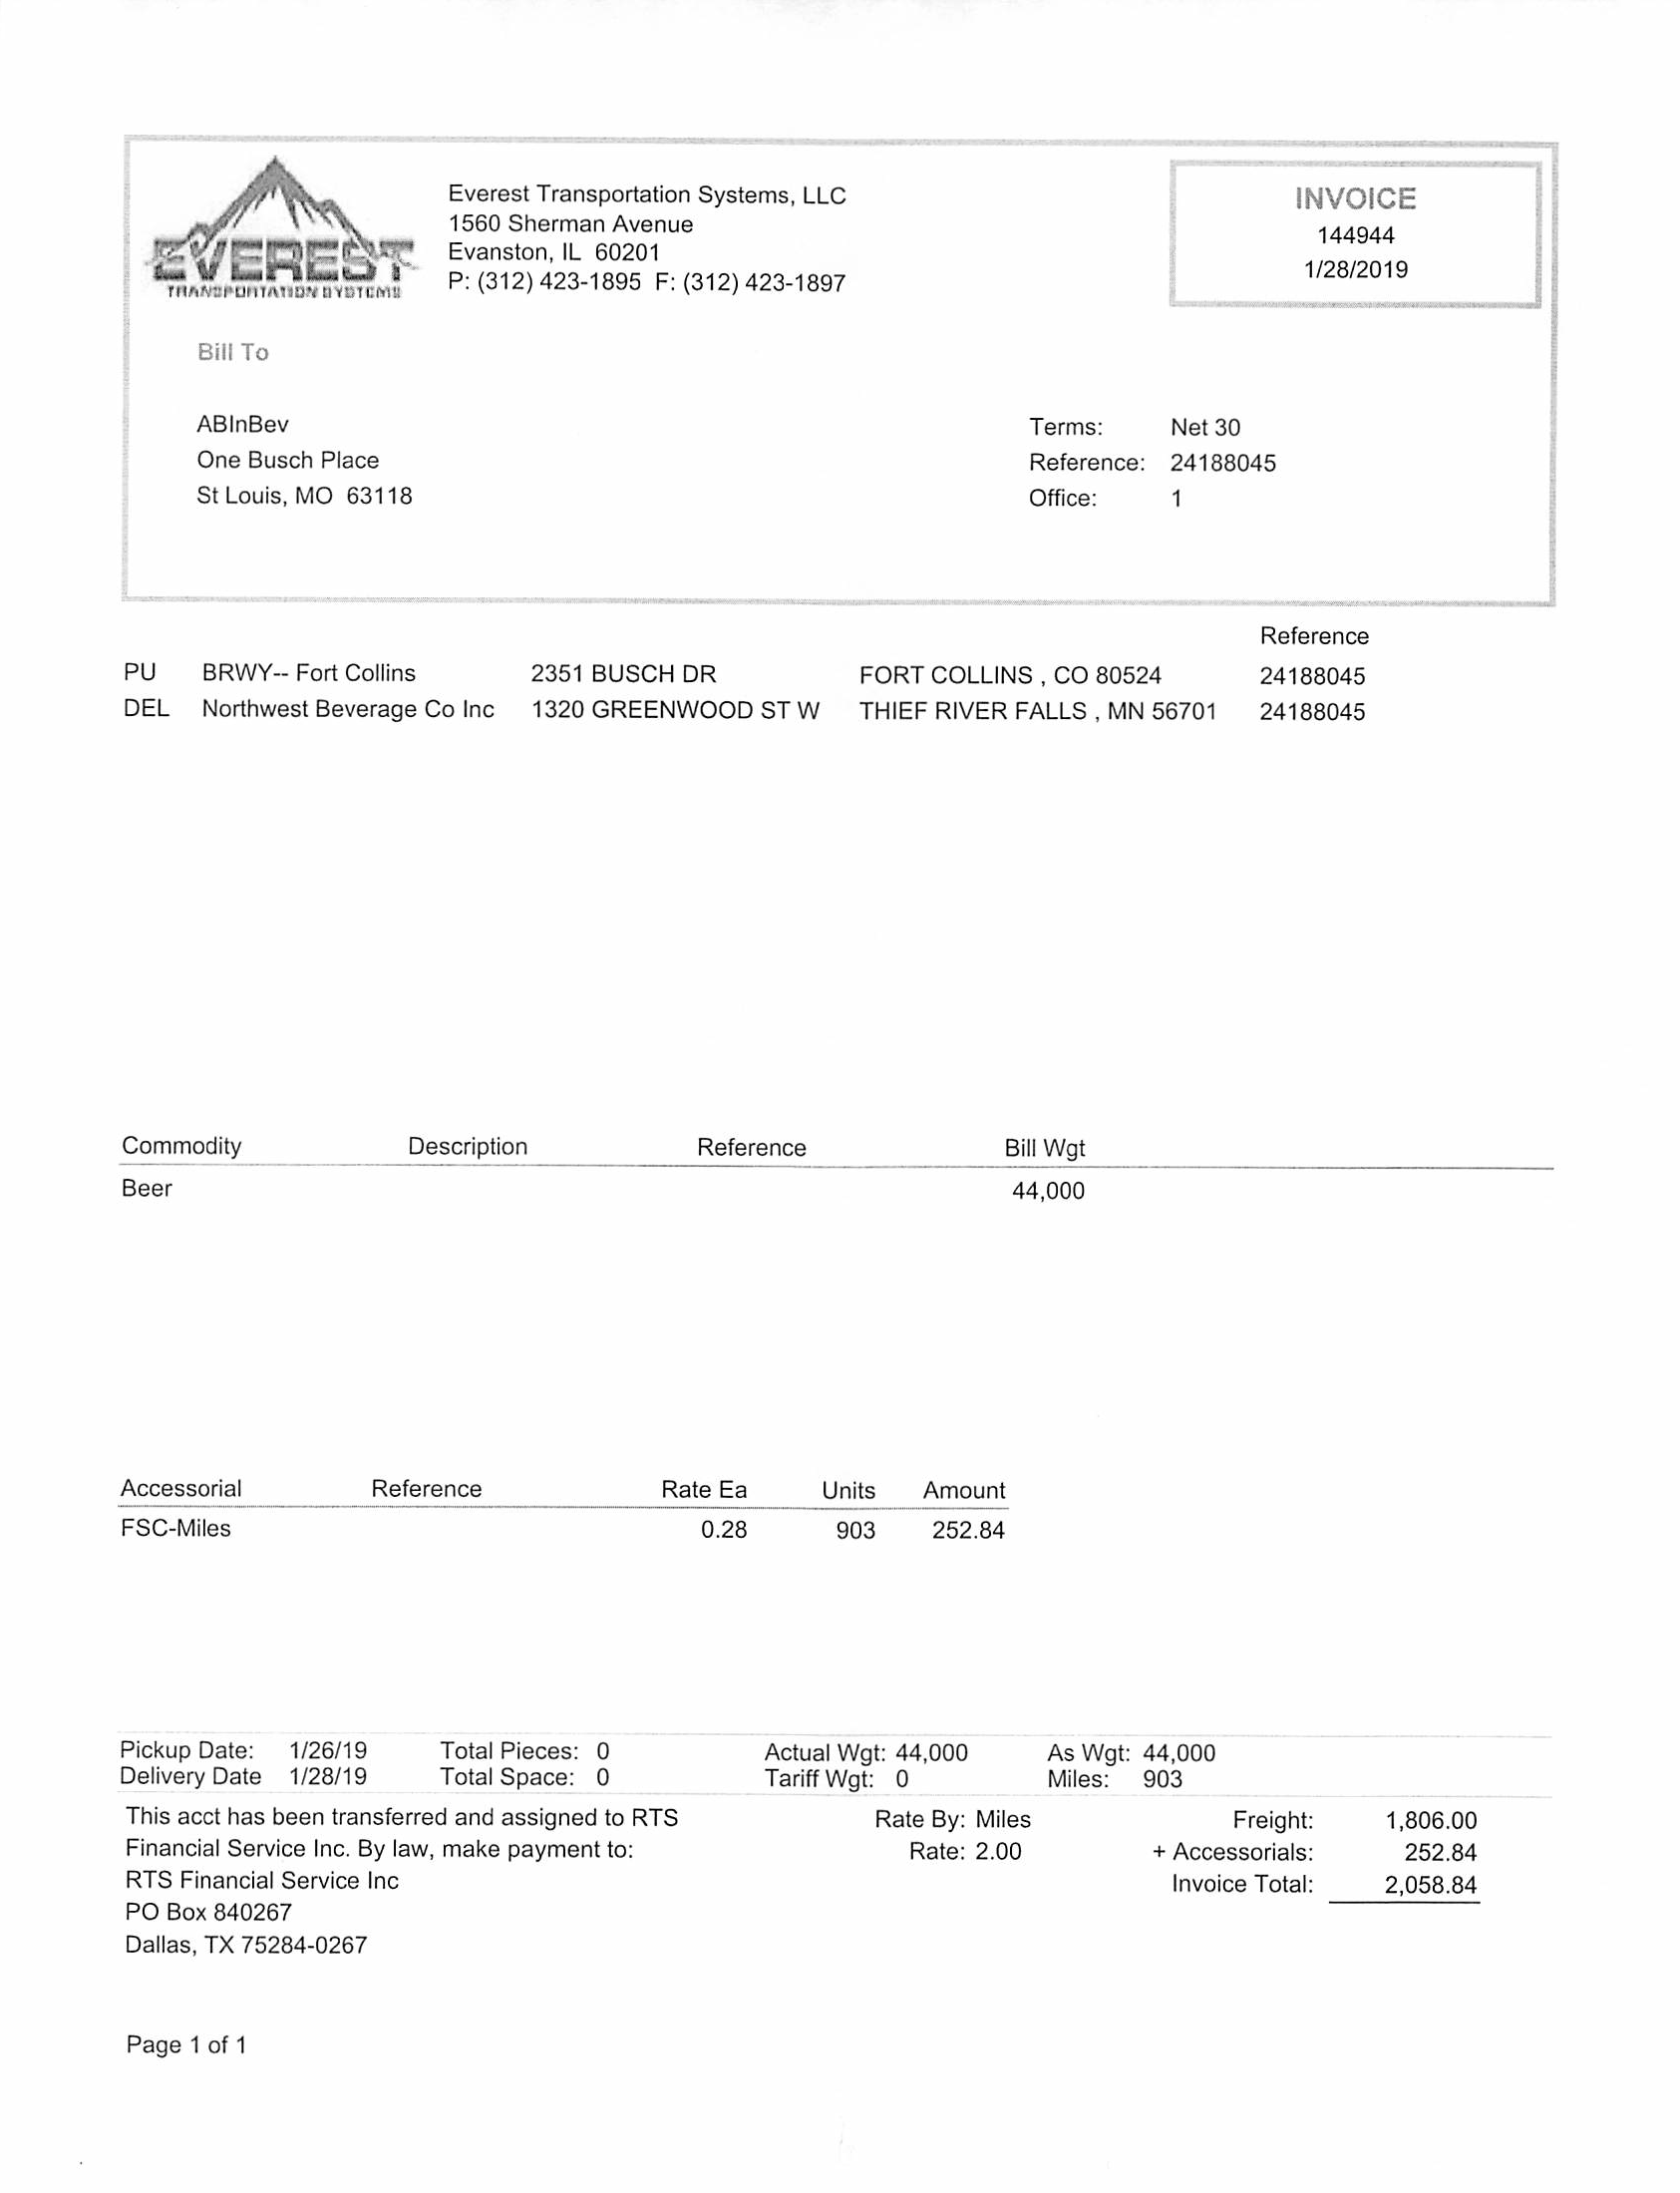 EVEREST
TRANSPORTATION SYSTEMS
Everest Transportation Systems, LLC
1560 Sherman Avenue
Evanston, IL 60201
P: (312) 423-1895 F: (312) 423-1897
INVOICE
144944
1/28/2019
Bill To
ABInBev
One Busch Place
St Louis, MO 63118
Terms: Net 30
Reference: 24188045
Office: 1
Reference
PU BRWY-- Fort Collins 2351 BUSCH DR FORT COLLINS , CO 80524 24188045
DEL Northwest Beverage Co Inc 1320 GREENWOOD ST W THIEF RIVER FALLS , MN 56701 24188045
Commodity Description Reference Bill Wgt
Beer 44,000
Accessorial Reference Rate Ea Units Amount
FSC-Miles 0.28 903 252.84
Pickup Date: 1/26/19 Total Pieces: 0 Actual Wgt: 44,000 As Wgt: 44,000
Delivery Date 1/28/19 Total Space: 0 Tariff Wgt: 0 Miles: 903
This acct has been transferred and assigned to RTS
Financial Service Inc. By law, make payment to:
RTS Financial Service Inc
PO Box 840267
Dallas, TX 75284-0267
Rate By: Miles
Rate: 2.00
Freight: 1,806.00
+ Accessorials: 252.84
Invoice Total: 2,058.84
Page 1 of 1